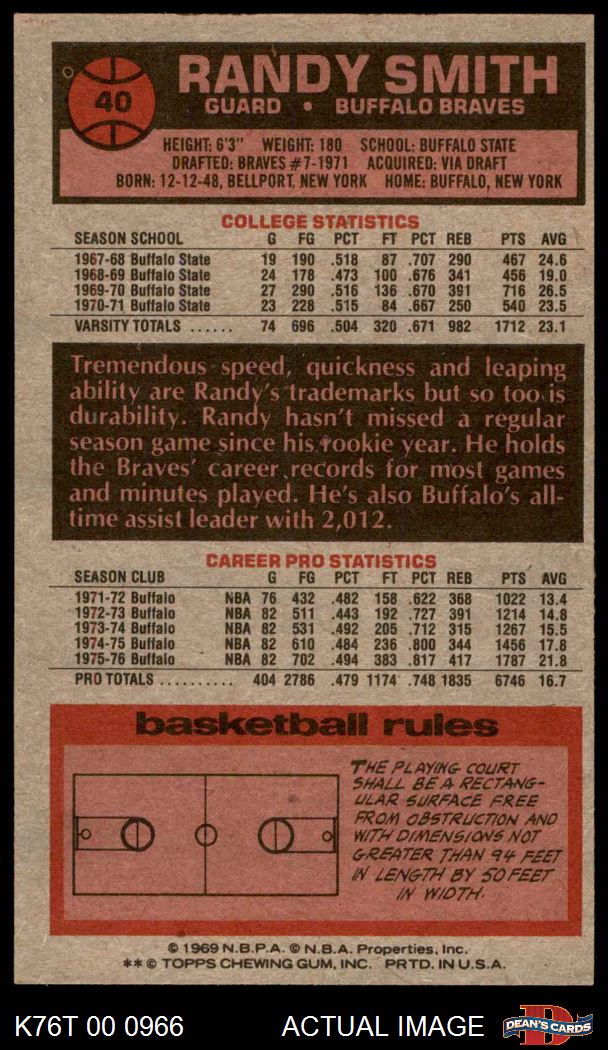 40
RANDY SMITH
GUARD • BUFFALO BRAVES
HEIGHT: 6'3" WEIGHT: 180 SCHOOL: BUFFALO STATE
DRAFTED: BRAVES #7-1971 ACQUIRED: VIA DRAFT
BORN: 12-12-48, BELLPORT, NEW YORK HOME: BUFFALO, NEW YORK
COLLEGE STATISTICS
SEASON SCHOOL G FG PCT FT PCT REB PTS AVG
1967-68 Buffalo State 19 190 .518 87 .707 290 467 24.6
1968-69 Buffalo State 24 178 .473 100 .676 341 456 19.0
1969-70 Buffalo State 27 290 .516 136 .670 391 716 26.5
1970-71 Buffalo State 23 228 .515 84 .667 250 540 23.5
VARSITY TOTALS ...... 74 696 .504 320 .671 982 1712 23.1
Tremendous speed, quickness and leaping
ability are Randy's trademarks but so too is
durability. Randy hasn't missed a regular
season game since his rookie year. He holds
the Braves' career records for most games
and minutes played. He's also Buffalo's all-
time assist leader with 2,012.
CAREER PRO STATISTICS
SEASON CLUB G FG PCT FT PCT REB PTS AVG
1971-72 Buffalo NBA 76 432 .482 158 .622 368 1022 13.4
1972-73 Buffalo NBA 82 511 .443 192 .727 391 1214 14.8
1973-74 Buffalo NBA 82 531 .492 205 .712 315 1267 15.5
1974-75 Buffalo NBA 82 610 .484 236 .800 344 1456 17.8
1975-76 Buffalo NBA 82 702 .494 383 .817 417 1787 21.8
PRO TOTALS .......... 404 2786 .479 1174 .748 1835 6746 16.7
basketball rules
THE PLAYING COURT
SHALL BE A RECTANG-
ULAR SURFACE FREE
FROM OBSTRUCTION AND
WITH DIMENSIONS NOT
GREATER THAN 94 FEET
IN LENGTH BY 50 FEET
IN WIDTH.
© 1969 N.B.P.A. © N.B.A. Properties, Inc.
** © TOPPS CHEWING GUM, INC. PRTD. IN U.S.A.
K76T 00 0966 ACTUAL IMAGE D DEAN'S CARDS